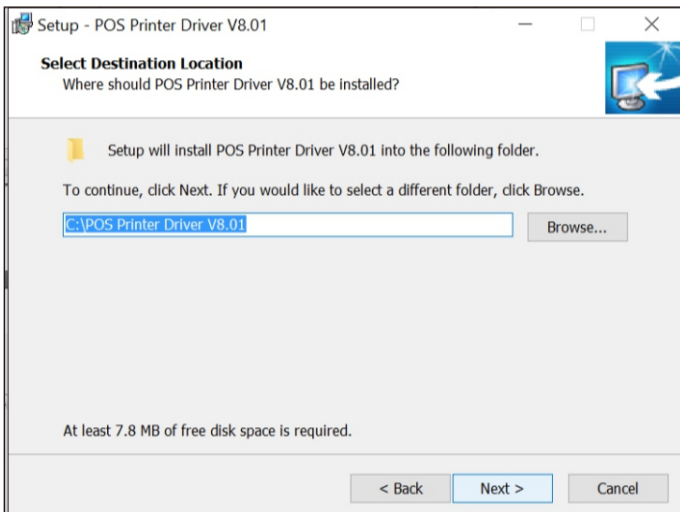 Setup - POS Printer Driver V8.01
Select Destination Location
Where should POS Printer Driver V8.01 be installed?
Setup will install POS Printer Driver V8.01 into the following folder.
To continue, click Next. If you would like to select a different folder, click Browse.
C:\POS Printer Driver V8.01
Browse...
At least 7.8 MB of free disk space is required.
< Back
Next >
Cancel